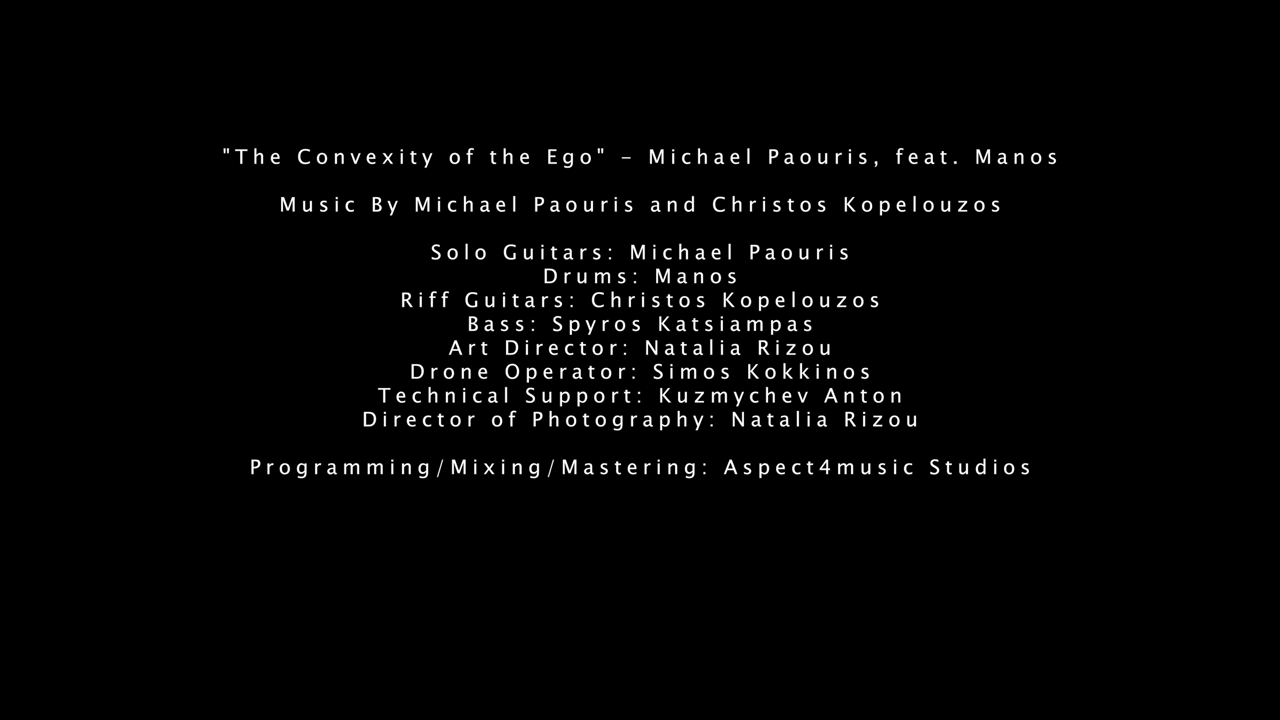 "The Convexity of the Ego" – Michael Paouris, feat. Manos
Music By Michael Paouris and Christos Kopelouzos
Solo Guitars: Michael Paouris
Drums: Manos
Riff Guitars: Christos Kopelouzos
Bass: Spyros Katsiampas
Art Director: Natalia Rizou
Drone Operator: Simos Kokkinos
Technical Support: Kuzmychev Anton
Director of Photography: Natalia Rizou
Programming/Mixing/Mastering: Aspect4music Studios